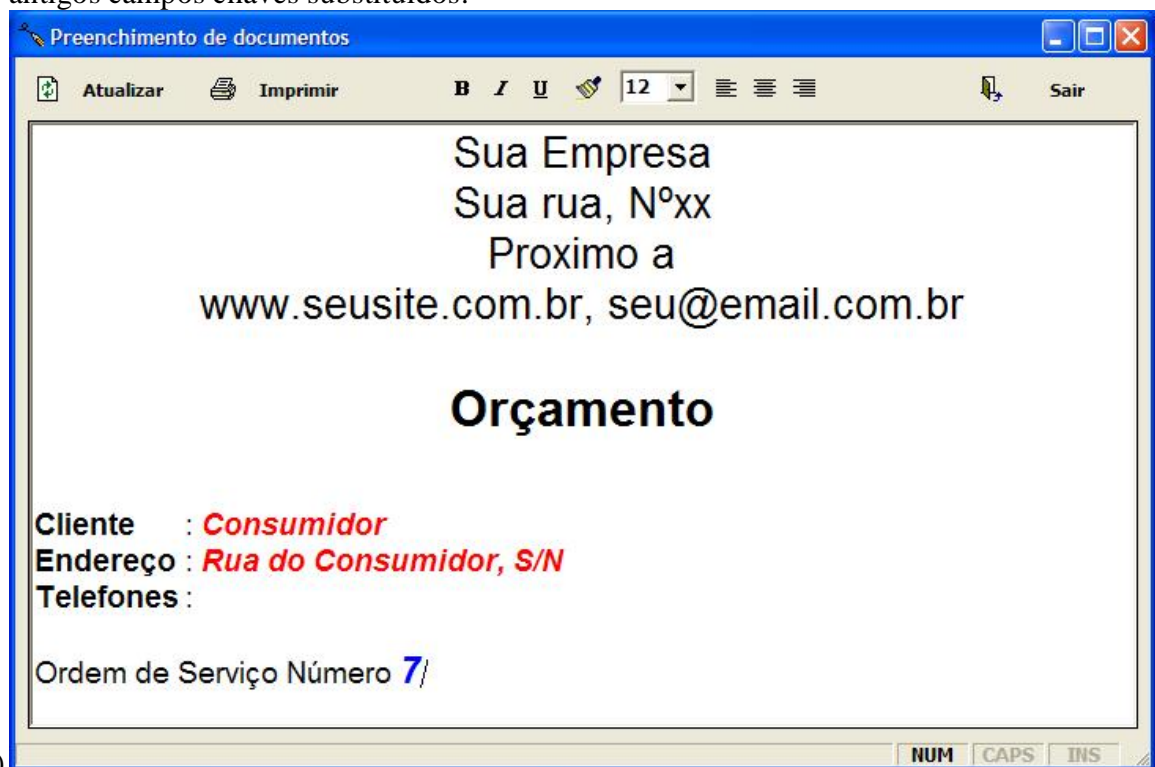 antigos campos chaves substituídos:
Preenchimento de documentos
Atualizar Imprimir B I U 12 Sair
Sua Empresa
Sua rua, Nºxx
Proximo a
www.seusite.com.br, seu@email.com.br
Orçamento
Cliente : Consumidor
Endereço : Rua do Consumidor, S/N
Telefones :
Ordem de Serviço Número 7/
)
NUM CAPS INS